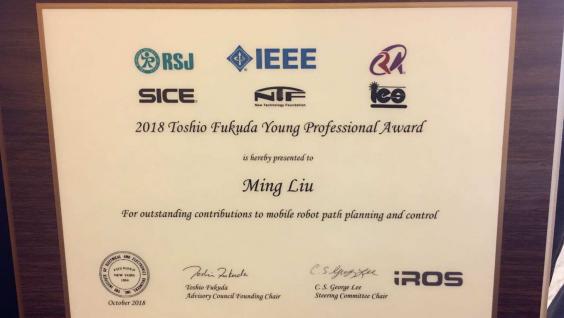 RSJ IEEE
SICE NTF ies
New Technology Foundation
2018 Toshio Fukuda Young Professional Award
is hereby presented to
Ming Liu
For outstanding contributions to mobile robot path planning and control
October 2018
Toshio Fukuda
Advisory Council Founding Chair
C. S. George Lee
Steering Committee Chair
IROS